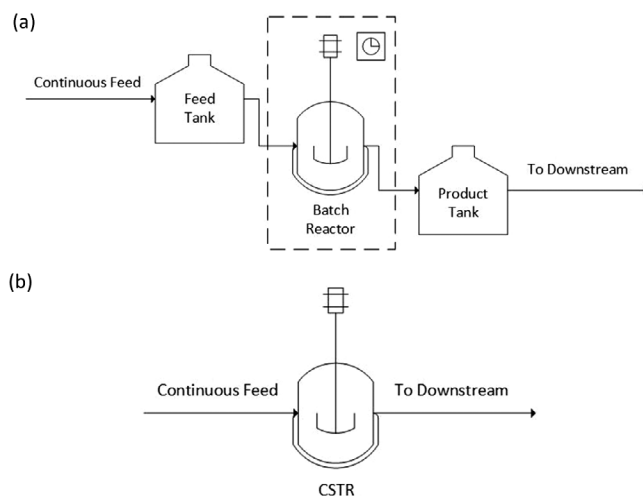 (a)
Continuous Feed
Feed
Tank
Batch
Reactor
Product
Tank
To Downstream
(b)
Continuous Feed
To Downstream
CSTR